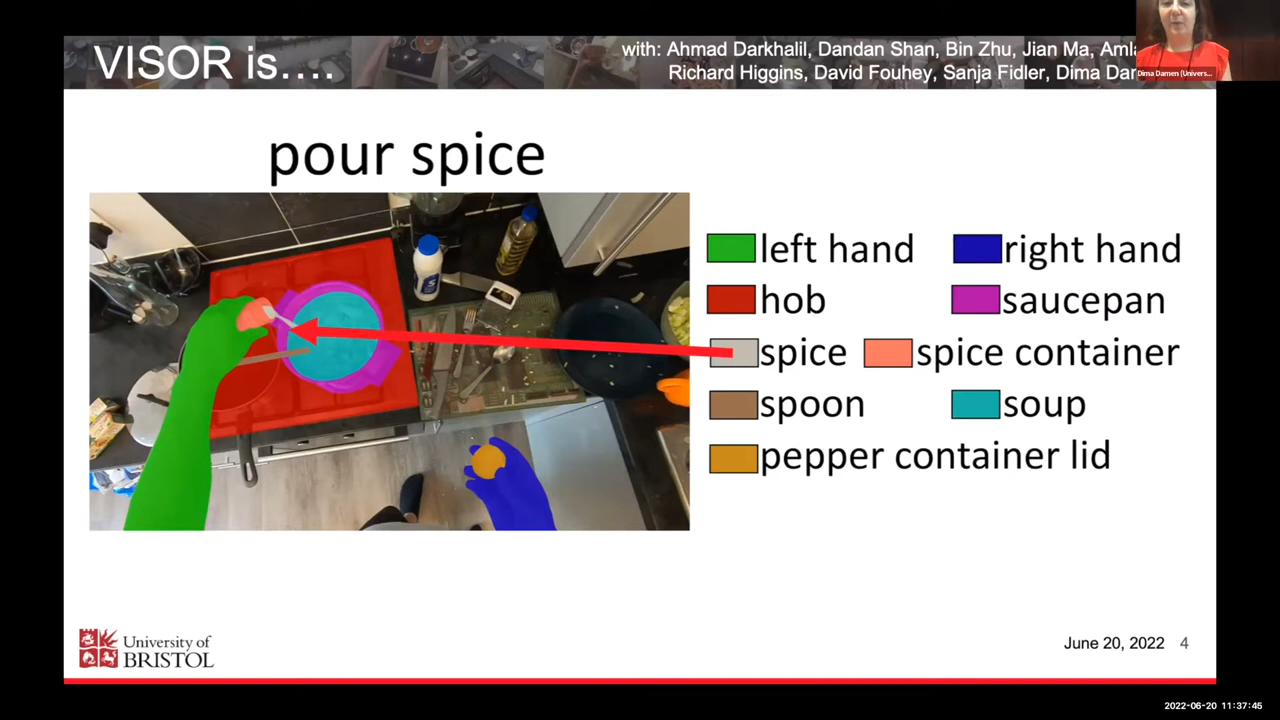 VISOR is….
with: Ahmad Darkhalil, Dandan Shan, Bin Zhu, Jian Ma,
Richard Higgins, David Fouhey, Sanja Fidler, Dima
Dima Damen (Univers...
pour spice
left hand right hand
hob saucepan
spice spice container
spoon soup
pepper container lid
University of
BRISTOL
June 20, 2022 4
2022-06-20 11:37:45